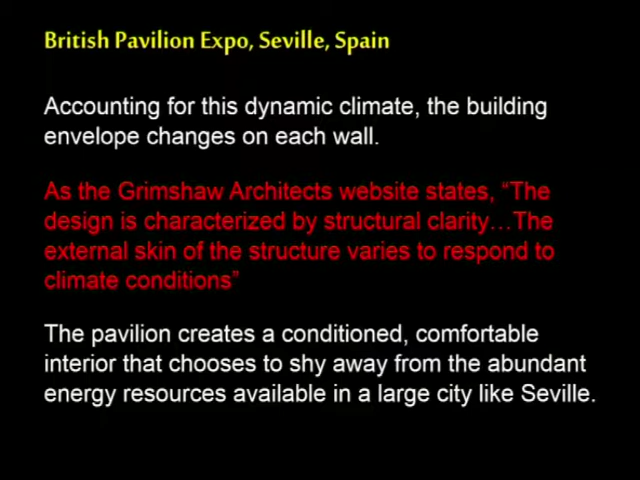 British Pavilion Expo, Seville, Spain
Accounting for this dynamic climate, the building
envelope changes on each wall.
As the Grimshaw Architects website states, “The
design is characterized by structural clarity…The
external skin of the structure varies to respond to
climate conditions”
The pavilion creates a conditioned, comfortable
interior that chooses to shy away from the abundant
energy resources available in a large city like Seville.